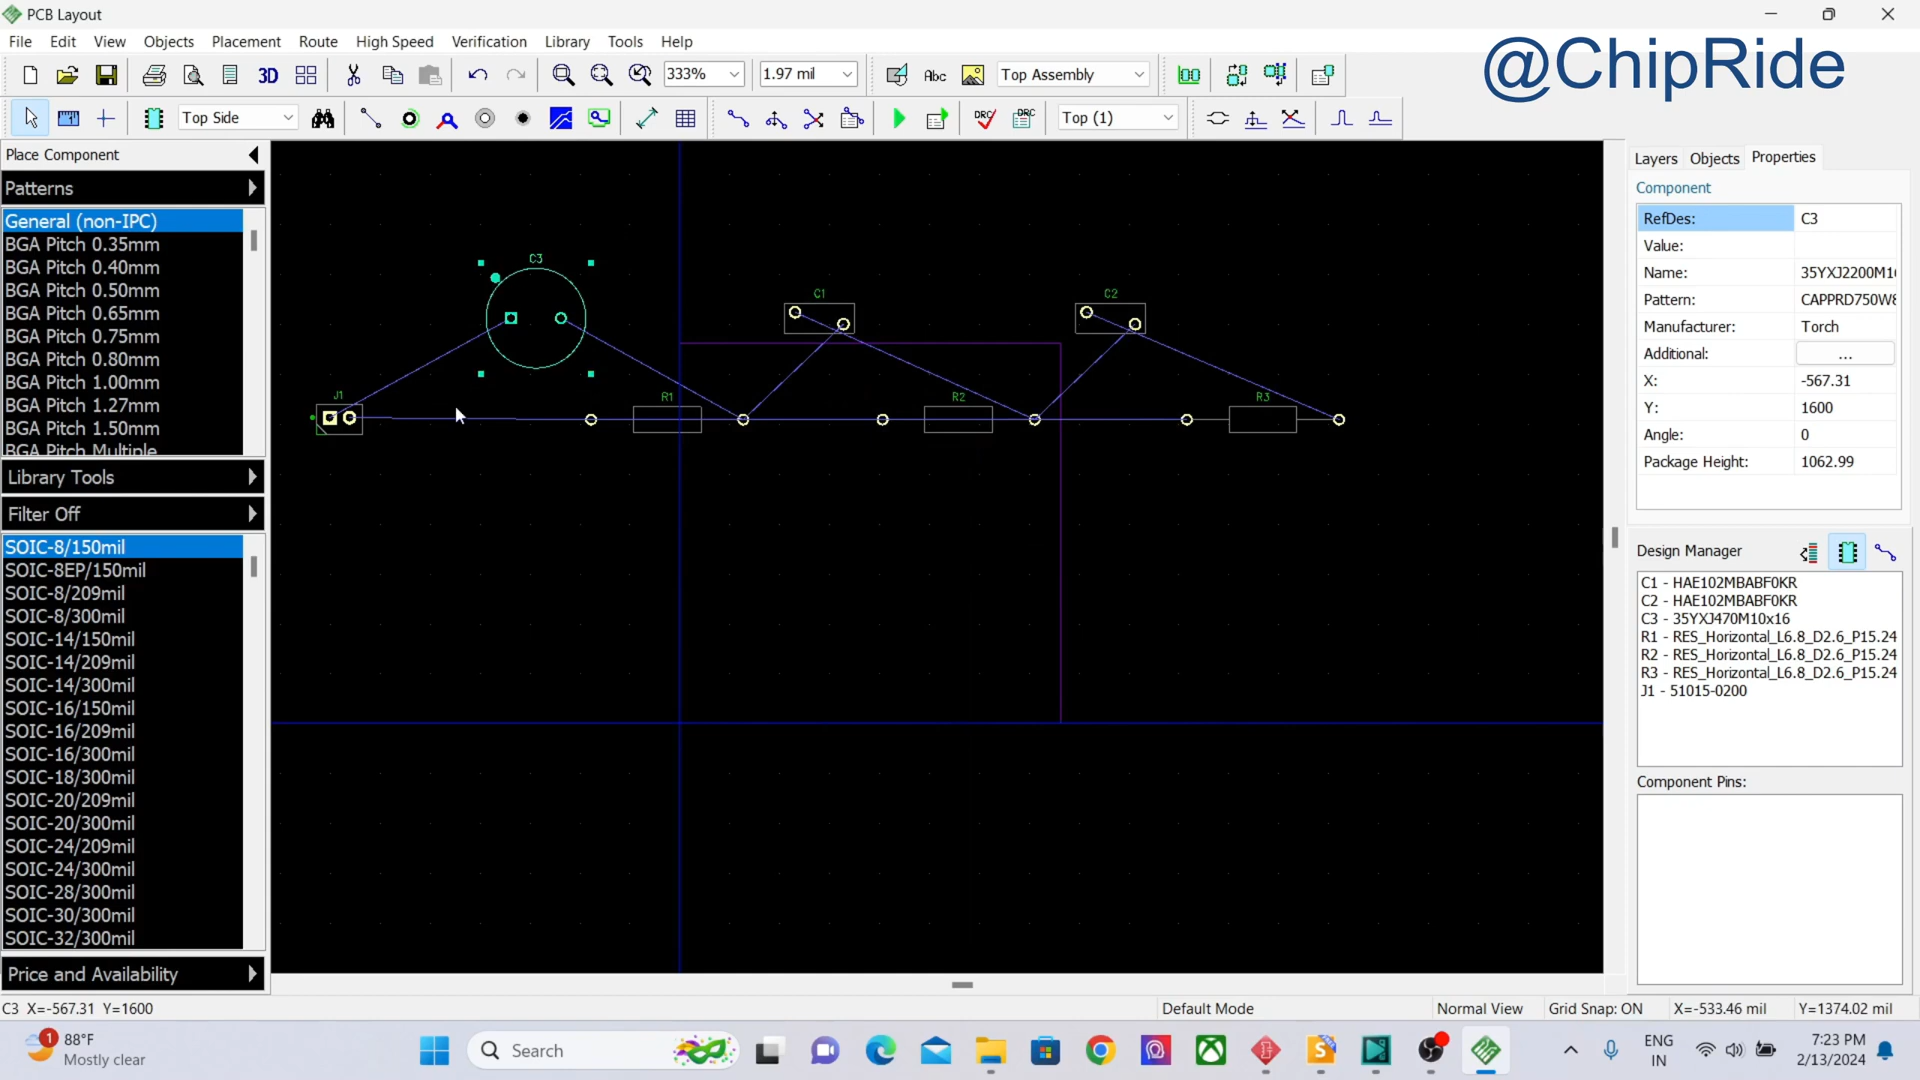 PCB Layout
@ChipRide
File Edit View Objects Placement Route High Speed Verification Library Tools Help
3D 333% 1.97 mil Abc Top Assembly
Top Side DRC DRC Top (1)
Place Component
Patterns
General (non-IPC)
BGA Pitch 0.35mm
BGA Pitch 0.40mm
BGA Pitch 0.50mm
BGA Pitch 0.65mm
BGA Pitch 0.75mm
BGA Pitch 0.80mm
BGA Pitch 1.00mm
BGA Pitch 1.27mm
BGA Pitch 1.50mm
BGA Pitch Multiple
Library Tools
Filter Off
SOIC-8/150mil
SOIC-8EP/150mil
SOIC-8/209mil
SOIC-8/300mil
SOIC-14/150mil
SOIC-14/209mil
SOIC-14/300mil
SOIC-16/150mil
SOIC-16/209mil
SOIC-16/300mil
SOIC-18/300mil
SOIC-20/209mil
SOIC-20/300mil
SOIC-24/209mil
SOIC-24/300mil
SOIC-28/300mil
SOIC-30/300mil
SOIC-32/300mil
Price and Availability
C3
C1
C2
J1
R1
R2
R3
Layers Objects Properties
Component
RefDes: C3
Value:
Name: 35YXJ2200M1
Pattern: CAPPRD750W8
Manufacturer: Torch
Additional: ...
X: -567.31
Y: 1600
Angle: 0
Package Height: 1062.99
Design Manager
C1 - HAE102MBABF0KR
C2 - HAE102MBABF0KR
C3 - 35YXJ470M10x16
R1 - RES_Horizontal_L6.8_D2.6_P15.24
R2 - RES_Horizontal_L6.8_D2.6_P15.24
R3 - RES_Horizontal_L6.8_D2.6_P15.24
J1 - 51015-0200
Component Pins:
C3 X=-567.31 Y=1600 Default Mode Normal View Grid Snap: ON X=-533.46 mil Y=1374.02 mil
1
88°F
Mostly clear
Search
ENG
IN
7:23 PM
2/13/2024